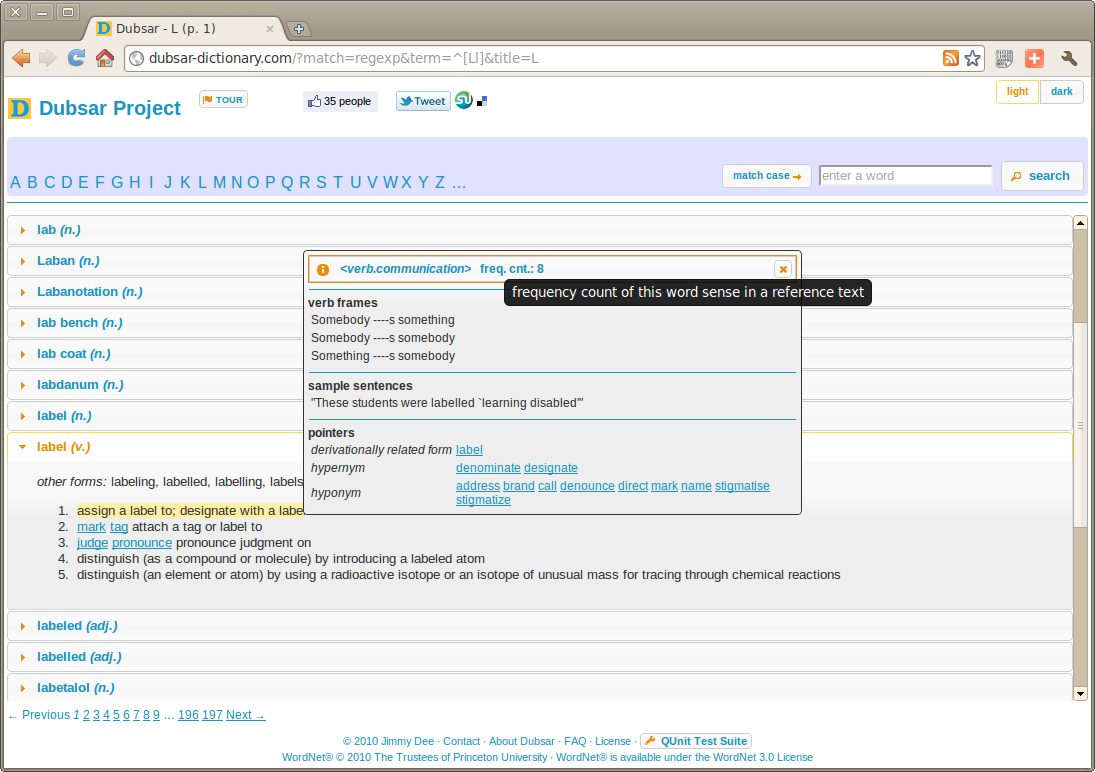 Dubsar - L (p. 1)
dubsar-dictionary.com/?match=regexp&term=^[Ll]&title=L
D Dubsar Project
TOUR
35 people
Tweet
light dark
A B C D E F G H I J K L M N O P Q R S T U V W X Y Z ...
match case → enter a word search
lab (n.)
Laban (n.)
Labanotation (n.)
lab bench (n.)
lab coat (n.)
labdanum (n.)
label (n.)
label (v.)
other forms: labeling, labelled, labelling, labels
1. assign a label to; designate with a labe
2. mark tag attach a tag or label to
3. judge pronounce pronounce judgment on
4. distinguish (as a compound or molecule) by introducing a labeled atom
5. distinguish (an element or atom) by using a radioactive isotope or an isotope of unusual mass for tracing through chemical reactions
<verb.communication> freq. cnt.: 8
frequency count of this word sense in a reference text
verb frames
Somebody ----s something
Somebody ----s somebody
Something ----s somebody
sample sentences
"These students were labelled `learning disabled'"
pointers
derivationally related form label
hypernym denominate designate
hyponym address brand call denounce direct mark name stigmatise
stigmatize
labeled (adj.)
labelled (adj.)
labetalol (n.)
← Previous 1 2 3 4 5 6 7 8 9 ... 196 197 Next →
© 2010 Jimmy Dee · Contact · About Dubsar · FAQ · License · QUnit Test Suite
WordNet® © 2010 The Trustees of Princeton University · WordNet® is available under the WordNet 3.0 License